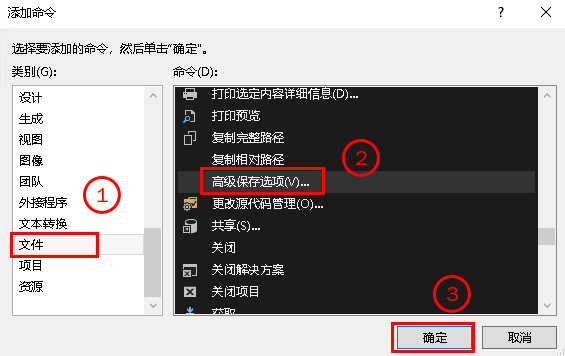 添加命令
?
选择要添加的命令，然后单击“确定”。
类别(G):
命令(D):
设计
生成
视图
图像
团队
外接程序
文本转换
文件
项目
资源
1
打印选定内容详细信息(D)...
打印预览
复制完整路径
复制相对路径
高级保存选项(V)...
更改源代码管理(O)...
共享(S)...
关闭
关闭解决方案
关闭项目
2
3
确定
取消